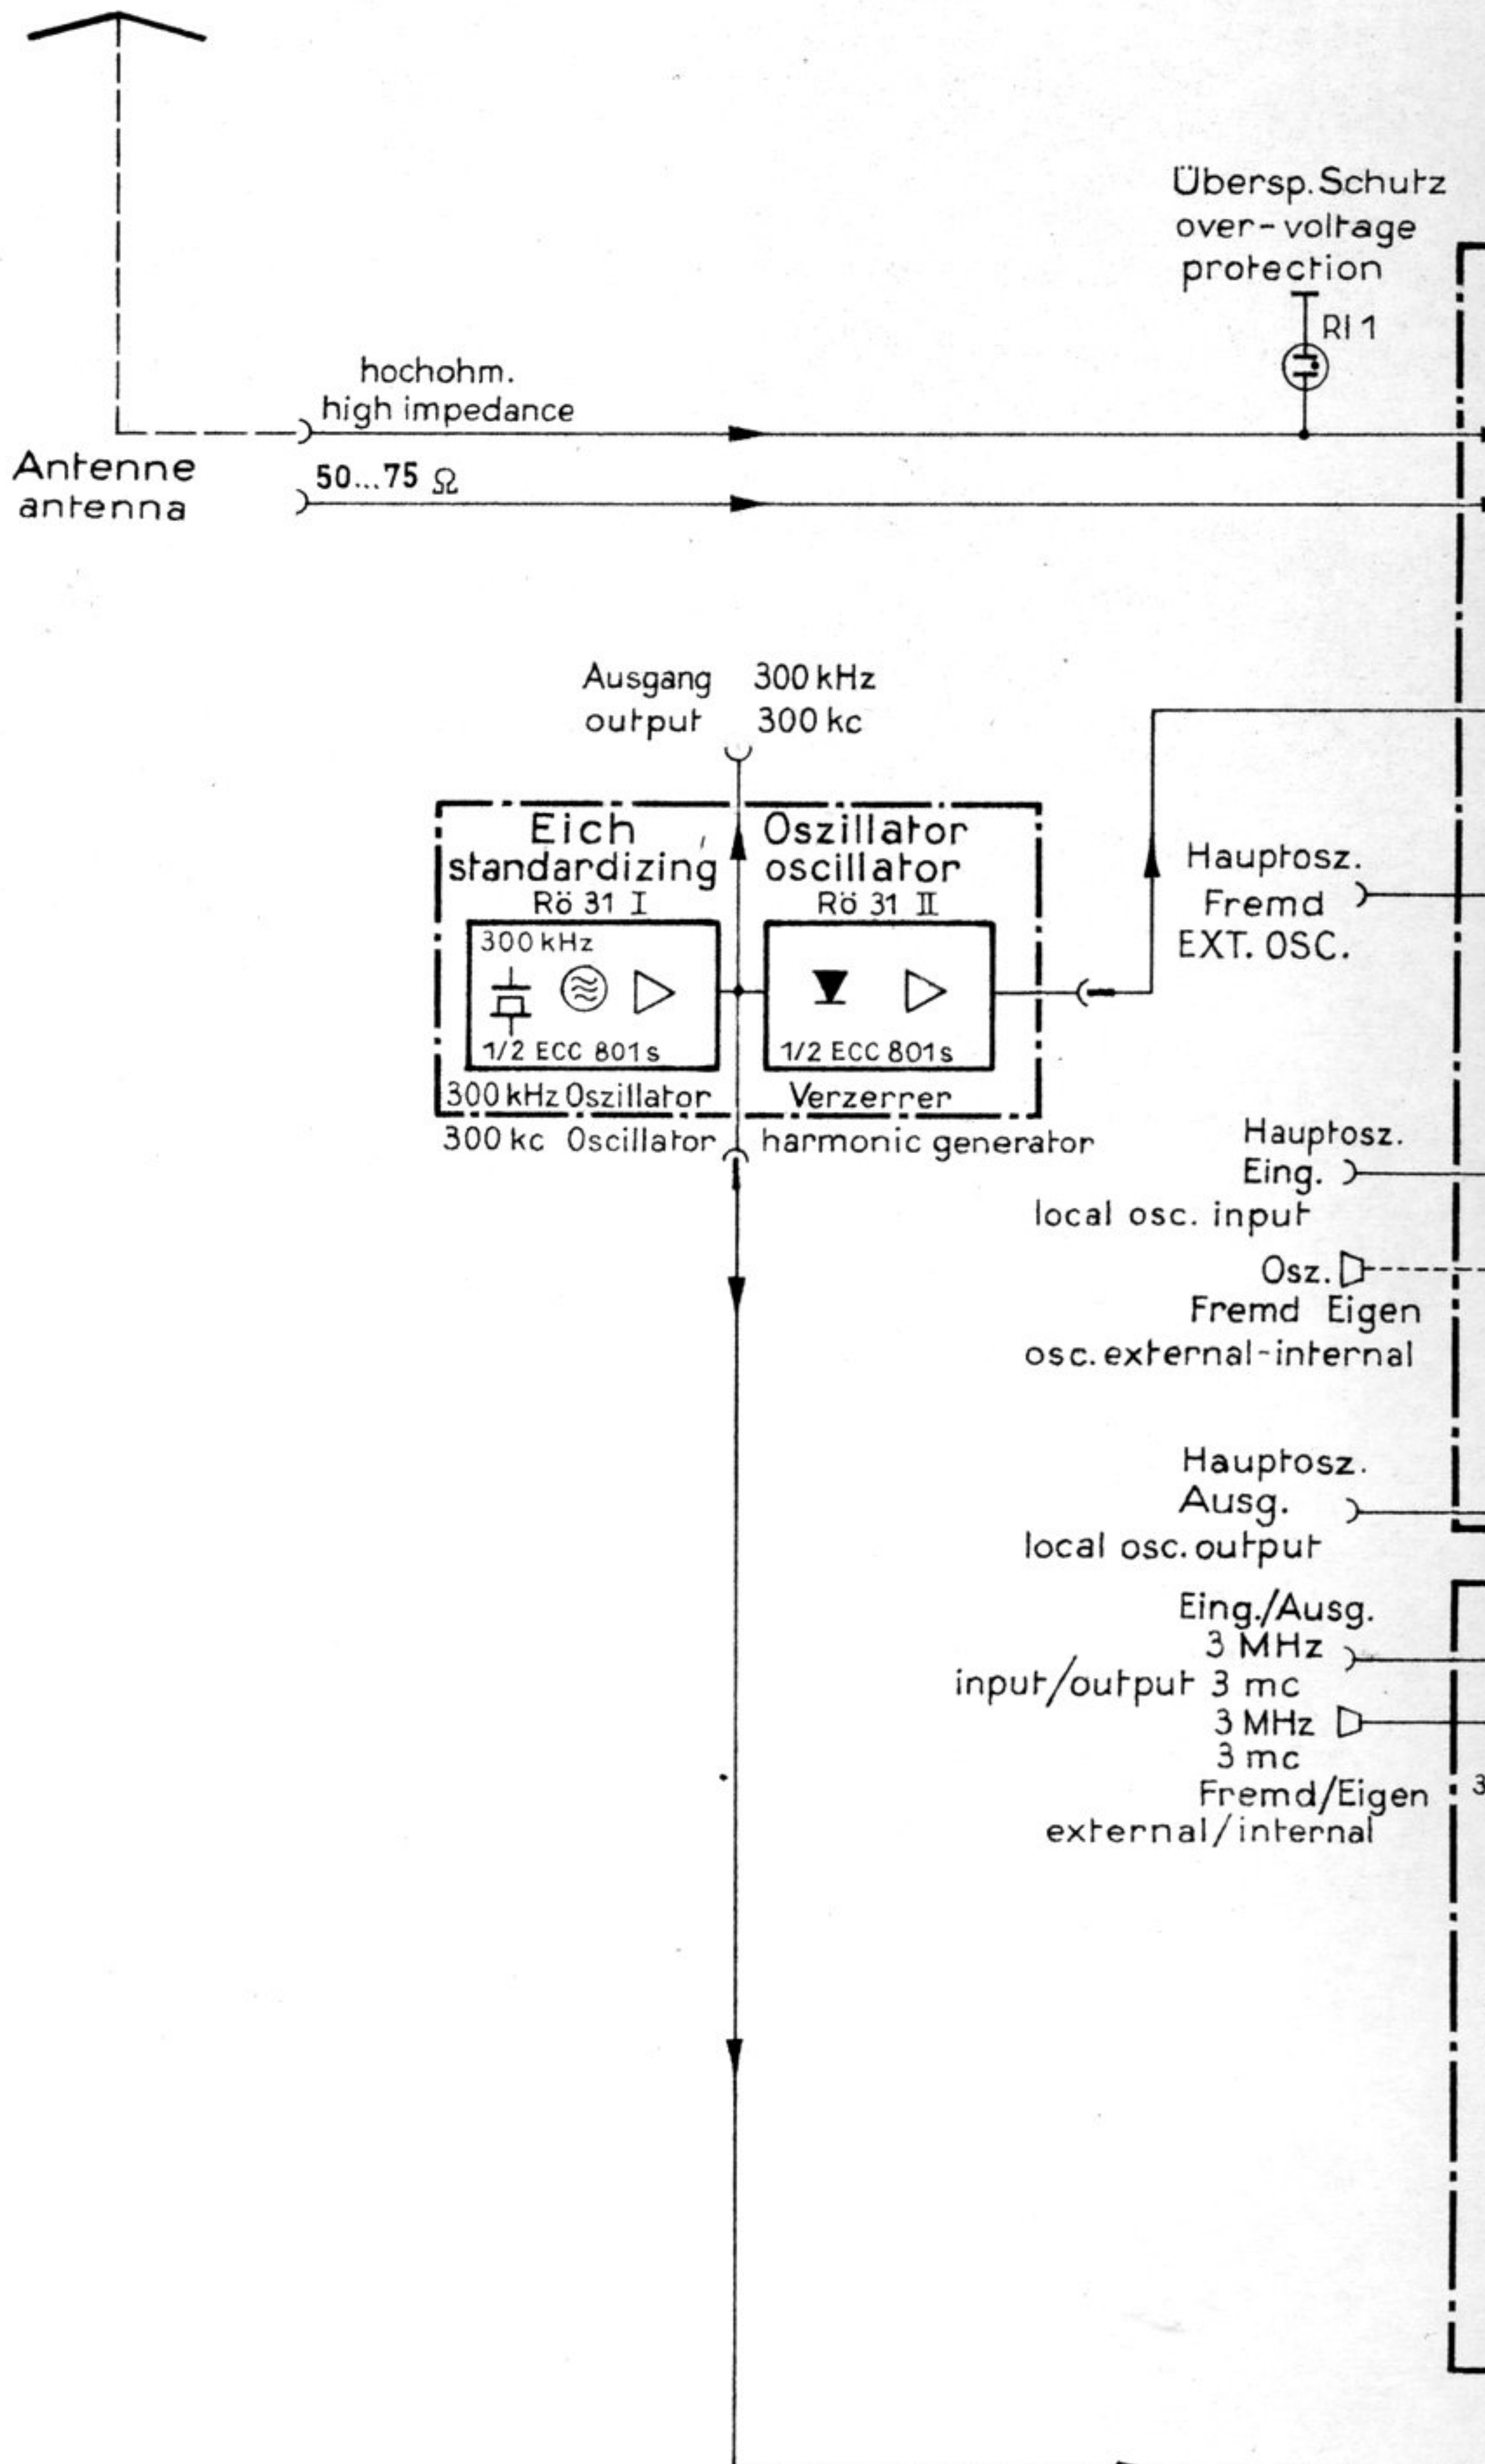 Übersp.Schutz
over-voltage
protection
Rl 1
hochohm.
high impedance
Antenne
antenna
50...75 Ω
Ausgang 300 kHz
output 300 kc
Eich Oszillator
standardizing oscillator
Rö 31 I Rö 31 II
300 kHz
1/2 ECC 801s 1/2 ECC 801s
300 kHz Oszillator Verzerrer
300 kc Oscillator harmonic generator
Hauptosz.
Fremd
EXT. OSC.
Hauptosz.
Eing.
local osc. input
Osz.
Fremd Eigen
osc. external-internal
Hauptosz.
Ausg.
local osc. output
Eing./Ausg.
3 MHz
input/output 3 mc
3 MHz
3 mc
Fremd/Eigen
external/internal
3